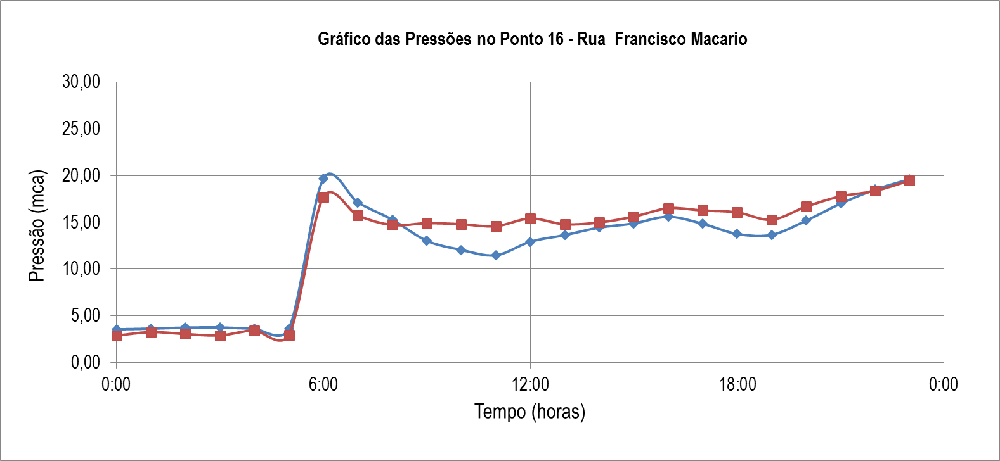 Gráfico das Pressões no Ponto 16 - Rua  Francisco Macario
30,00
25,00
20,00
15,00
10,00
5,00
0,00
Pressão (mca)
0:00 6:00 12:00 18:00 0:00
Tempo (horas)